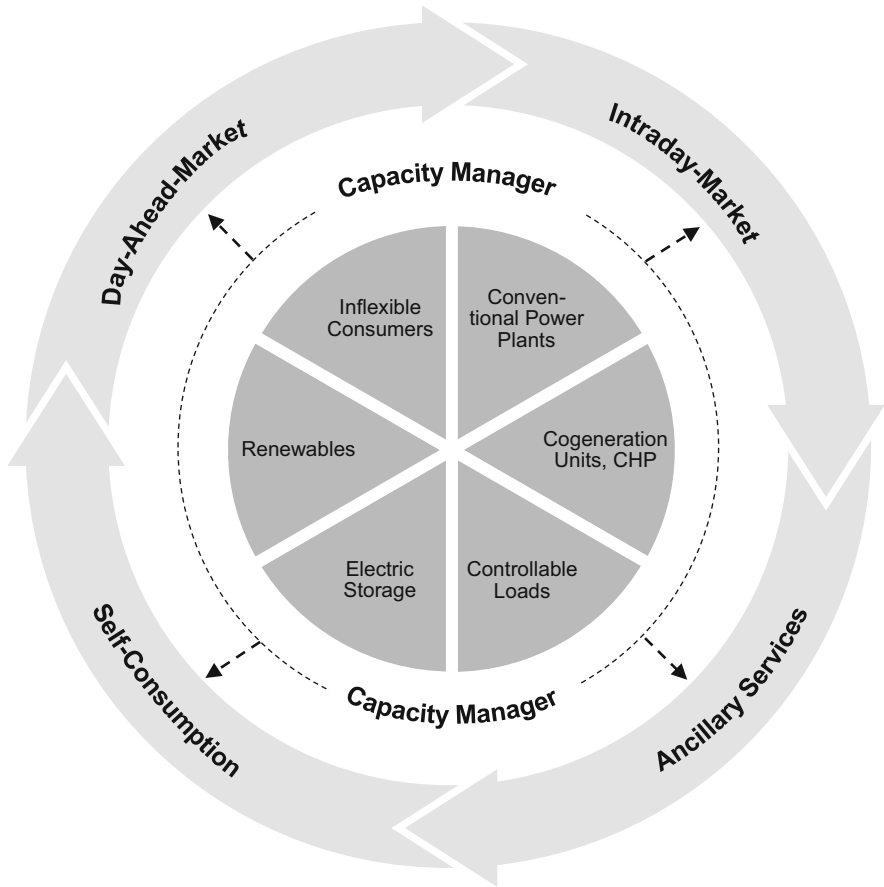 Day-Ahead-Market
Intraday-Market
Capacity Manager
Inflexible
Consumers
Conven-
tional Power
Plants
Renewables
Cogeneration
Units, CHP
Electric
Storage
Controllable
Loads
Capacity Manager
Self-Consumption
Ancillary Services